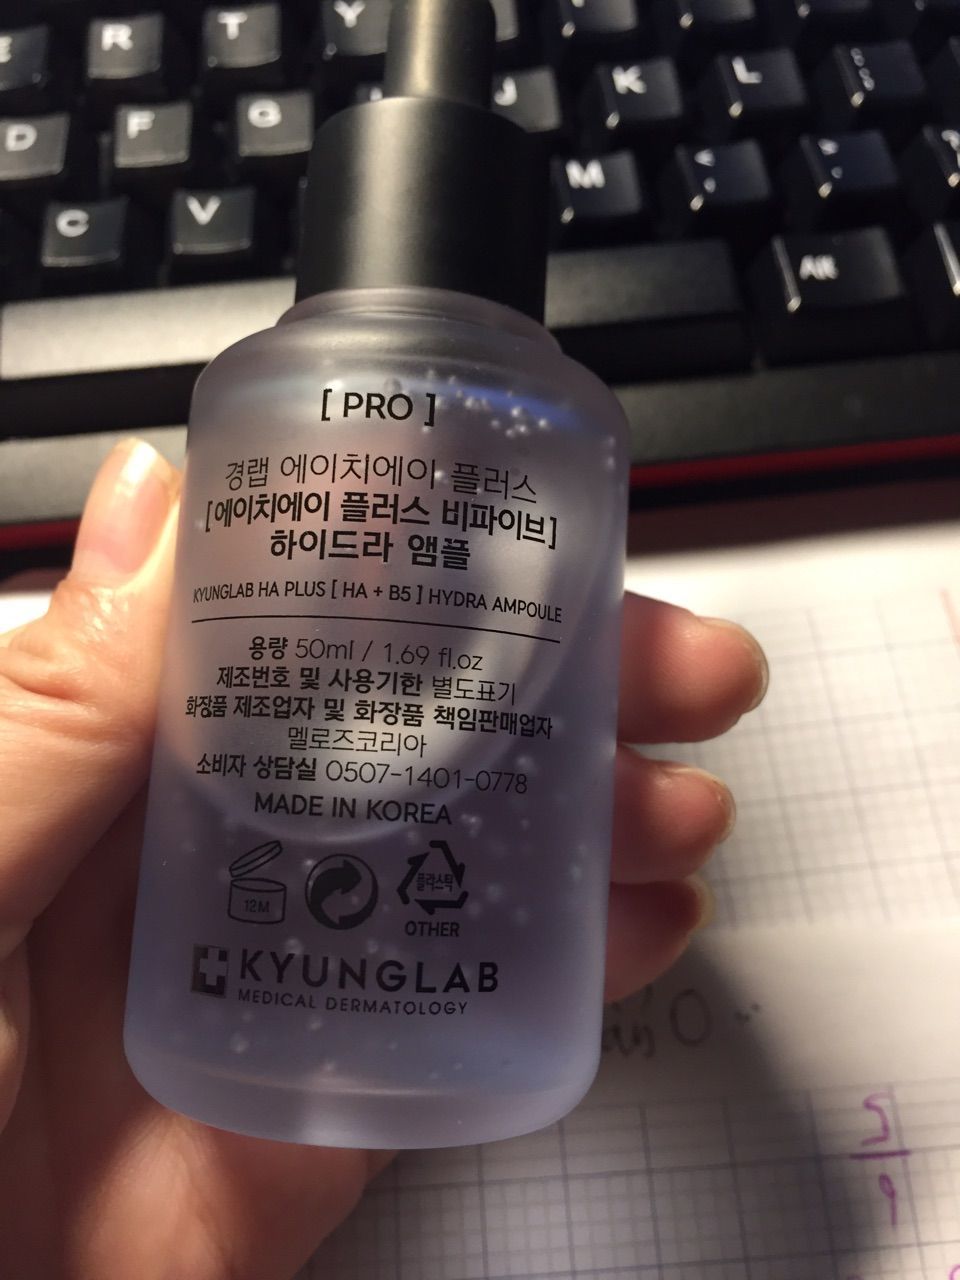 E R T Y
D F G J K L
C V M
Alt
[ PRO ]
경랩 에이치에이 플러스
[에이치에이 플러스 비파이브]
하이드라 앰플
KYUNGLAB HA PLUS [ HA + B5 ] HYDRA AMPOULE
용량 50ml / 1.69 fl.oz
제조번호 및 사용기한 별도표기
화장품 제조업자 및 화장품 책임판매업자
멜로즈코리아
소비자 상담실 0507-1401-0778
MADE IN KOREA
12M
플라스틱
OTHER
KYUNGLAB
MEDICAL DERMATOLOGY